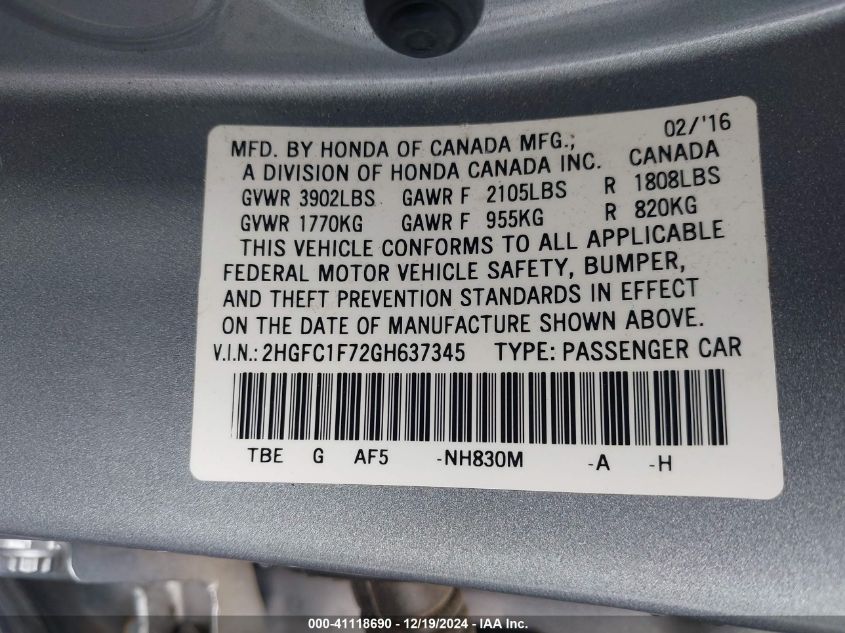 02/'16
MFD. BY HONDA OF CANADA MFG.;
A DIVISION OF HONDA CANADA INC. CANADA
GVWR 3902LBS GAWR F 2105LBS R 1808LBS
GVWR 1770KG GAWR F 955KG R 820KG
THIS VEHICLE CONFORMS TO ALL APPLICABLE
FEDERAL MOTOR VEHICLE SAFETY, BUMPER,
AND THEFT PREVENTION STANDARDS IN EFFECT
ON THE DATE OF MANUFACTURE SHOWN ABOVE.
V.I.N.: 2HGFC1F72GH637345 TYPE: PASSENGER CAR
TBE G AF5 -NH830M -A -H
000-41118690 - 12/19/2024 - IAA Inc.